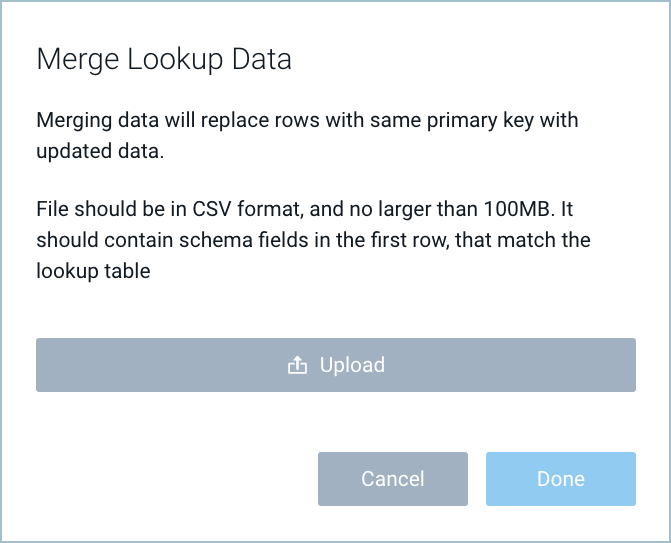 Merge Lookup Data
Merging data will replace rows with same primary key with
updated data.
File should be in CSV format, and no larger than 100MB. It
should contain schema fields in the first row, that match the
lookup table
Upload
Cancel
Done